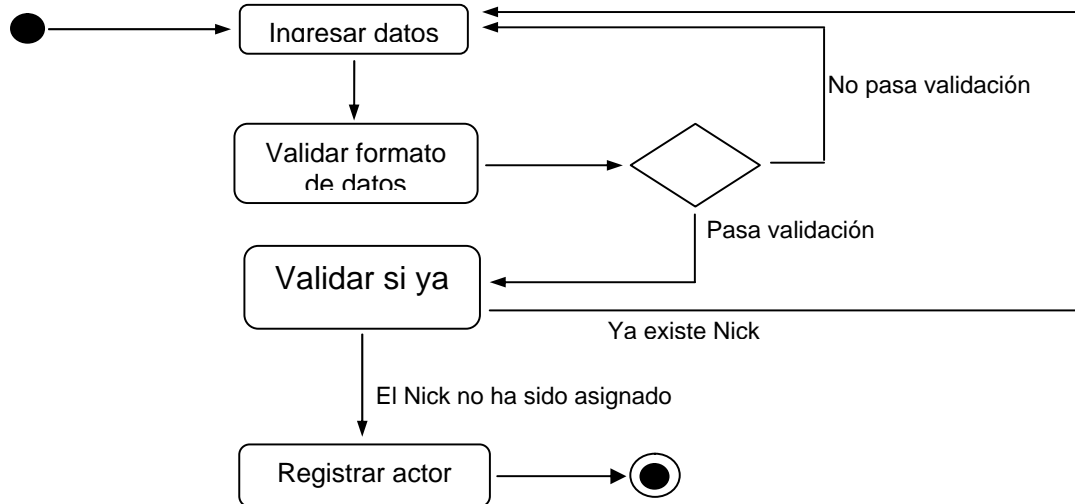 Ingresar datos
No pasa validación
Validar formato
de datos
Pasa validación
Validar si ya
Ya existe Nick
El Nick no ha sido asignado
Registrar actor